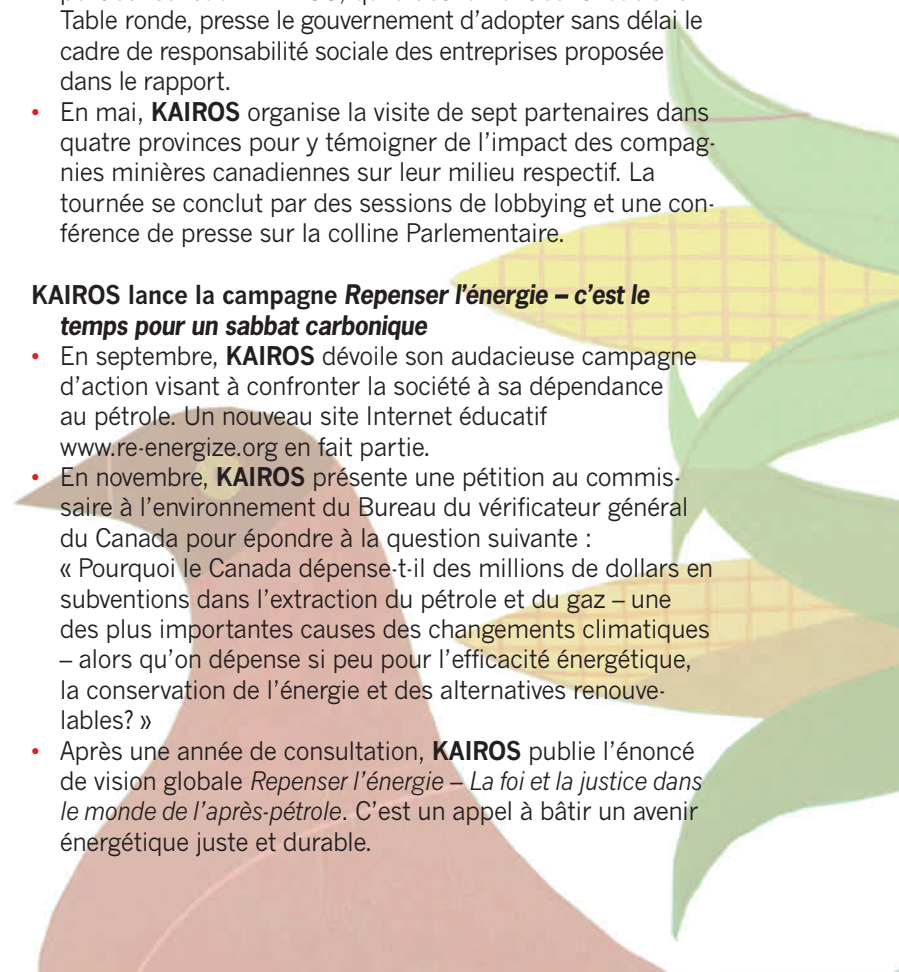 Table ronde, presse le gouvernement d’adopter sans délai le
cadre de responsabilité sociale des entreprises proposée
dans le rapport.
• En mai, KAIROS organise la visite de sept partenaires dans
quatre provinces pour y témoigner de l’impact des compag-
nies minières canadiennes sur leur milieu respectif. La
tournée se conclut par des sessions de lobbying et une con-
férence de presse sur la colline Parlementaire.
KAIROS lance la campagne Repenser l’énergie – c’est le
temps pour un sabbat carbonique
• En septembre, KAIROS dévoile son audacieuse campagne
d’action visant à confronter la société à sa dépendance
au pétrole. Un nouveau site Internet éducatif
www.re-energize.org en fait partie.
• En novembre, KAIROS présente une pétition au commis-
saire à l’environnement du Bureau du vérificateur général
du Canada pour épondre à la question suivante :
« Pourquoi le Canada dépense-t-il des millions de dollars en
subventions dans l’extraction du pétrole et du gaz – une
des plus importantes causes des changements climatiques
– alors qu’on dépense si peu pour l’efficacité énergétique,
la conservation de l’énergie et des alternatives renouve-
lables? »
• Après une année de consultation, KAIROS publie l’énoncé
de vision globale Repenser l’énergie – La foi et la justice dans
le monde de l’après-pétrole. C’est un appel à bâtir un avenir
énergétique juste et durable.